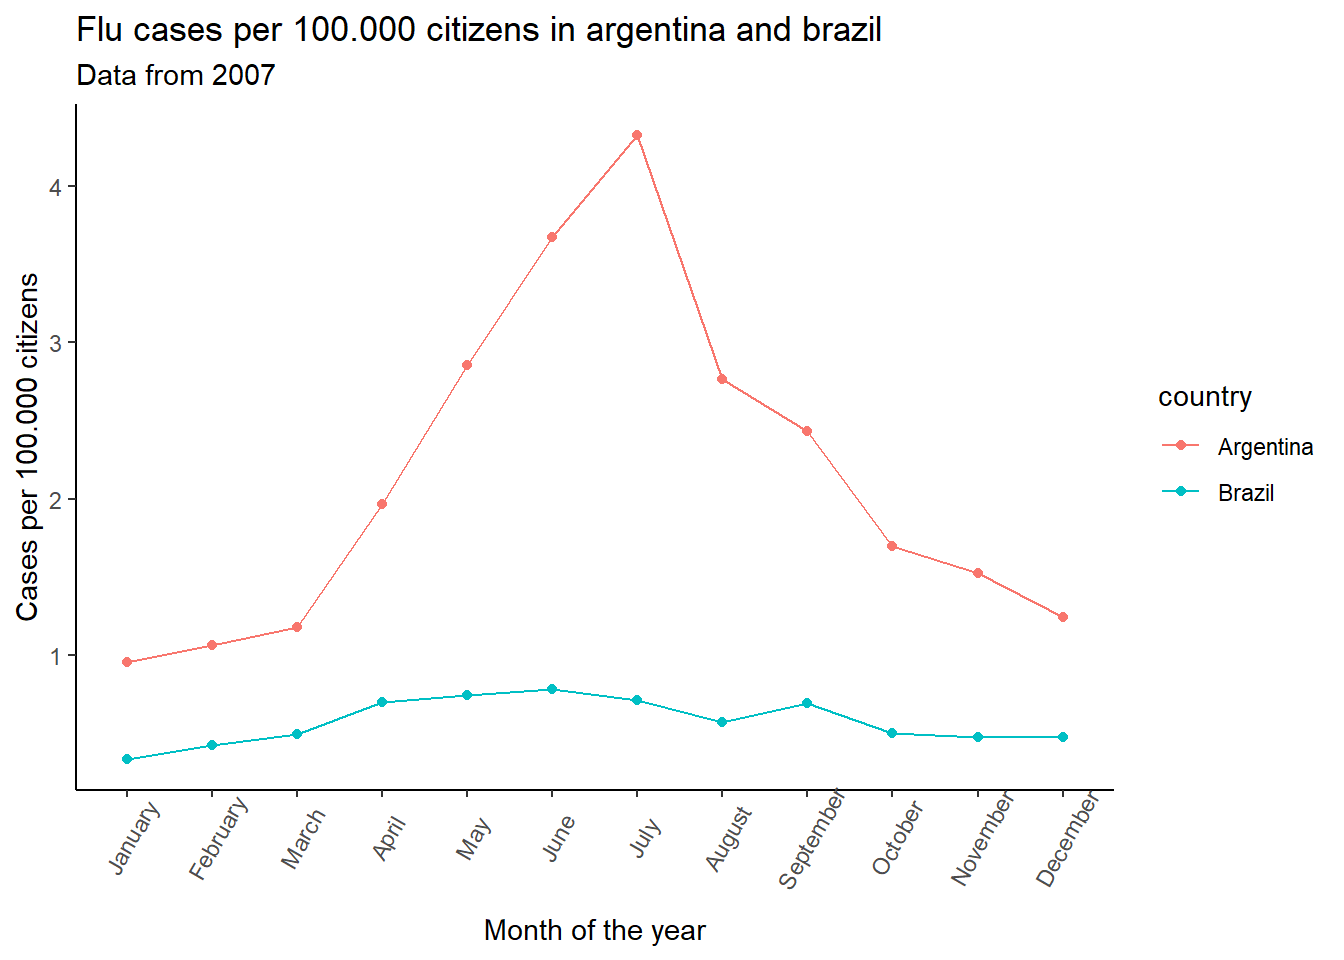 Flu cases per 100.000 citizens in argentina and brazil
Data from 2007
Cases per 100.000 citizens
4
3
2
1
January
February
March
April
May
June
July
August
September
October
November
December
Month of the year
country
Argentina
Brazil